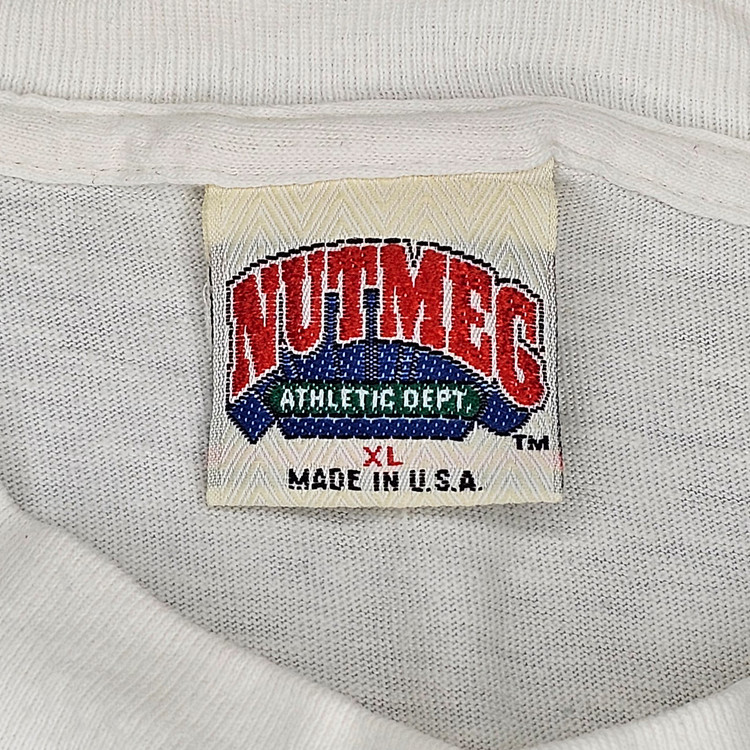 NUTMEG
ATHLETIC DEPT.
TM
XL
MADE IN U.S.A.